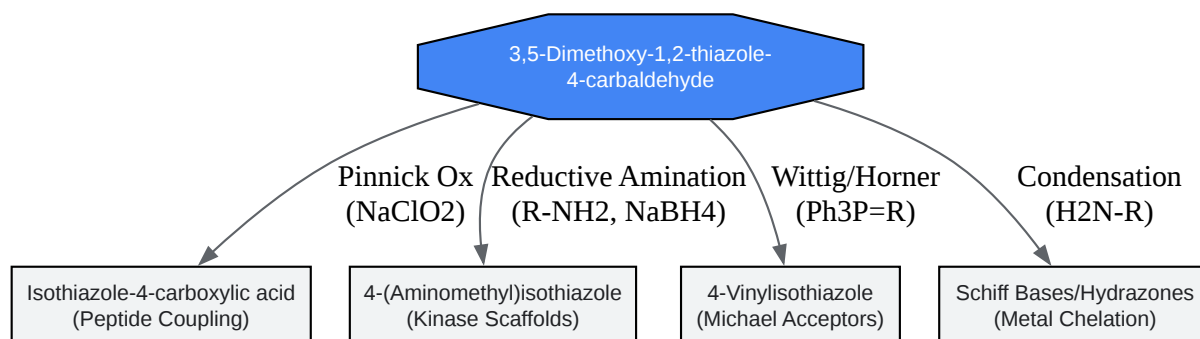 3,5-Dimethoxy-1,2-thiazole-
4-carbaldehyde
Pinnick Ox
(NaClO2)
Reductive Amination
(R-NH2, NaBH4)
Wittig/Horner
(Ph3P=R)
Condensation
(H2N-R)
Isothiazole-4-carboxylic acid
(Peptide Coupling)
4-(Aminomethyl)isothiazole
(Kinase Scaffolds)
4-Vinylisothiazole
(Michael Acceptors)
Schiff Bases/Hydrazones
(Metal Chelation)